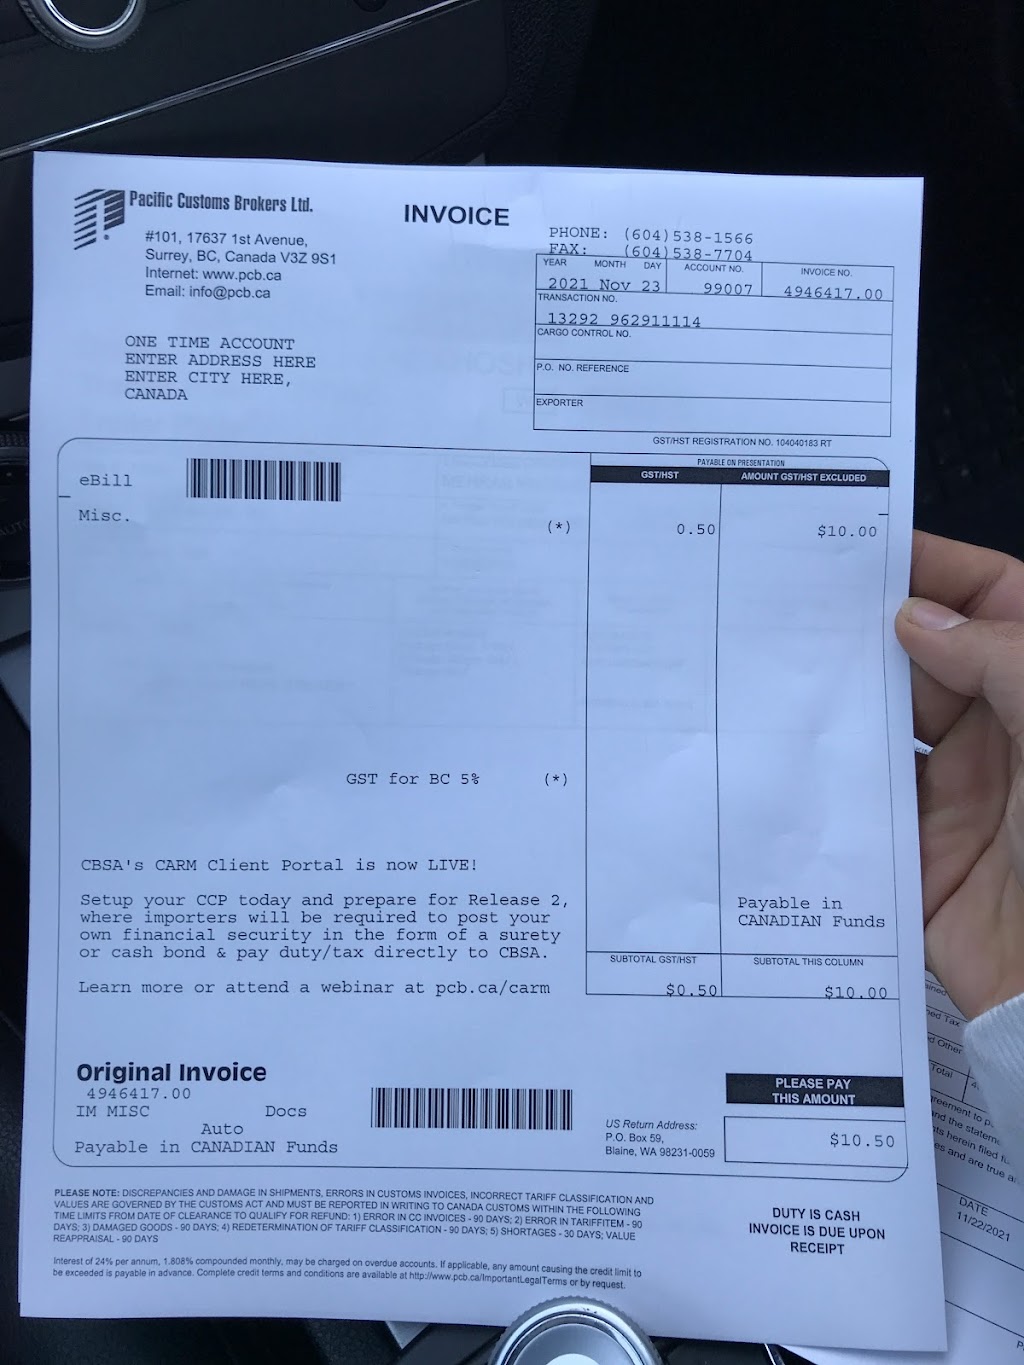 Pacific Customs Brokers Ltd.
#101, 17637 1st Avenue,
Surrey, BC, Canada V3Z 9S1
Internet: www.pcb.ca
Email: info@pcb.ca
INVOICE
PHONE: (604)538-1566
FAX: (604)538-7704
YEAR MONTH DAY ACCOUNT NO. INVOICE NO.
2021 Nov 23 99007 4946417.00
TRANSACTION NO.
13292 962911114
CARGO CONTROL NO.
P.O. NO. REFERENCE
EXPORTER
ONE TIME ACCOUNT
ENTER ADDRESS HERE
ENTER CITY HERE,
CANADA
GST/HST REGISTRATION NO. 104040183 RT
PAYABLE ON PRESENTATION
GST/HST AMOUNT GST/HST EXCLUDED
eBill
Misc. (*) 0.50 $10.00
GST for BC 5% (*)
CBSA's CARM Client Portal is now LIVE!
Setup your CCP today and prepare for Release 2,
where importers will be required to post your
own financial security in the form of a surety
or cash bond & pay duty/tax directly to CBSA.
Learn more or attend a webinar at pcb.ca/carm
Payable in
CANADIAN Funds
SUBTOTAL GST/HST SUBTOTAL THIS COLUMN
$0.50 $10.00
Original Invoice
4946417.00
IM MISC Docs
Auto
Payable in CANADIAN Funds
US Return Address:
P.O. Box 59,
Blaine, WA 98231-0059
PLEASE PAY
THIS AMOUNT
$10.50
PLEASE NOTE: DISCREPANCIES AND DAMAGE IN SHIPMENTS, ERRORS IN CUSTOMS INVOICES, INCORRECT TARIFF CLASSIFICATION AND
VALUES ARE GOVERNED BY THE CUSTOMS ACT AND MUST BE REPORTED IN WRITING TO CANADA CUSTOMS WITHIN THE FOLLOWING
TIME LIMITS FROM DATE OF CLEARANCE TO QUALIFY FOR REFUND: 1) ERROR IN CC INVOICES - 90 DAYS; 2) ERROR IN TARIFFITEM - 90
DAYS; 3) DAMAGED GOODS - 90 DAYS; 4) REDETERMINATION OF TARIFF CLASSIFICATION - 90 DAYS; 5) SHORTAGES - 30 DAYS; VALUE
REAPPRAISAL - 90 DAYS
Interest of 24% per annum, 1.808% compounded monthly, may be charged on overdue accounts. If applicable, any amount causing the credit limit to
be exceeded is payable in advance. Complete credit terms and conditions are available at http://www.pcb.ca/ImportantLegalTerms or by request.
DUTY IS CASH
INVOICE IS DUE UPON
RECEIPT
Tax
Other
Total
DATE
11/22/2021